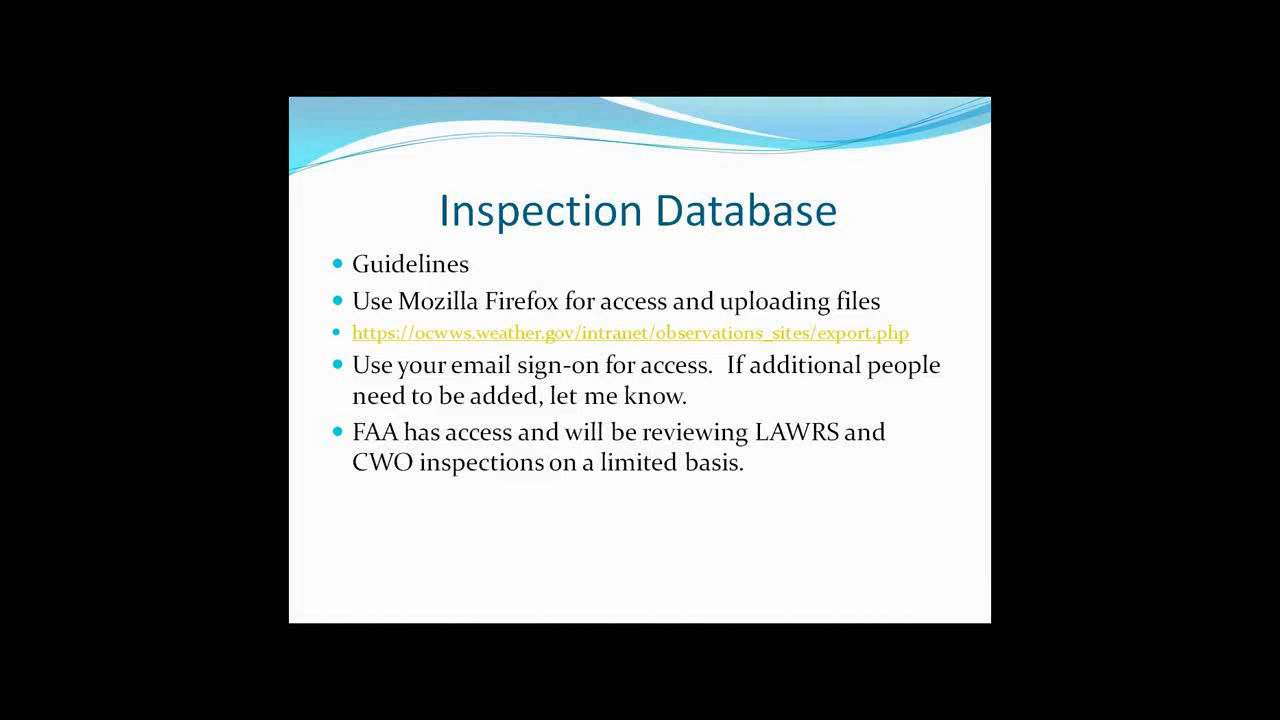 Inspection Database
Guidelines
Use Mozilla Firefox for access and uploading files
https://ocwws.weather.gov/intranet/observations_sites/export.php
Use your email sign-on for access.  If additional people
need to be added, let me know.
FAA has access and will be reviewing LAWRS and
CWO inspections on a limited basis.